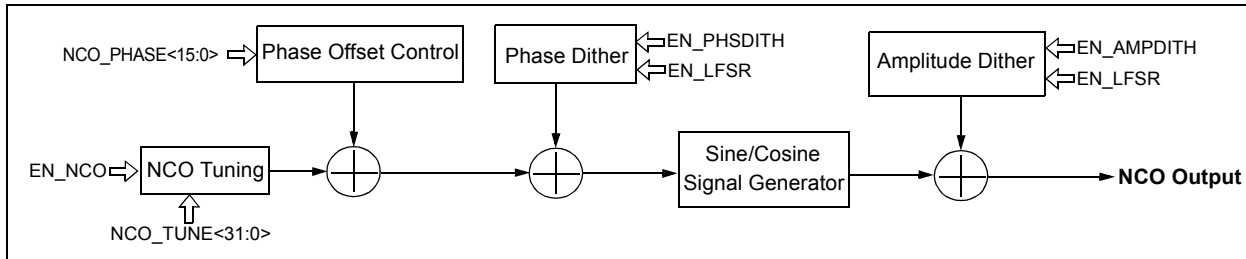 NCO_PHASE<15:0>
Phase Offset Control
Phase Dither
EN_PHSDITH
EN_LFSR
Amplitude Dither
EN_AMPDITH
EN_LFSR
EN_NCO
NCO Tuning
NCO_TUNE<31:0>
Sine/Cosine
Signal Generator
NCO Output